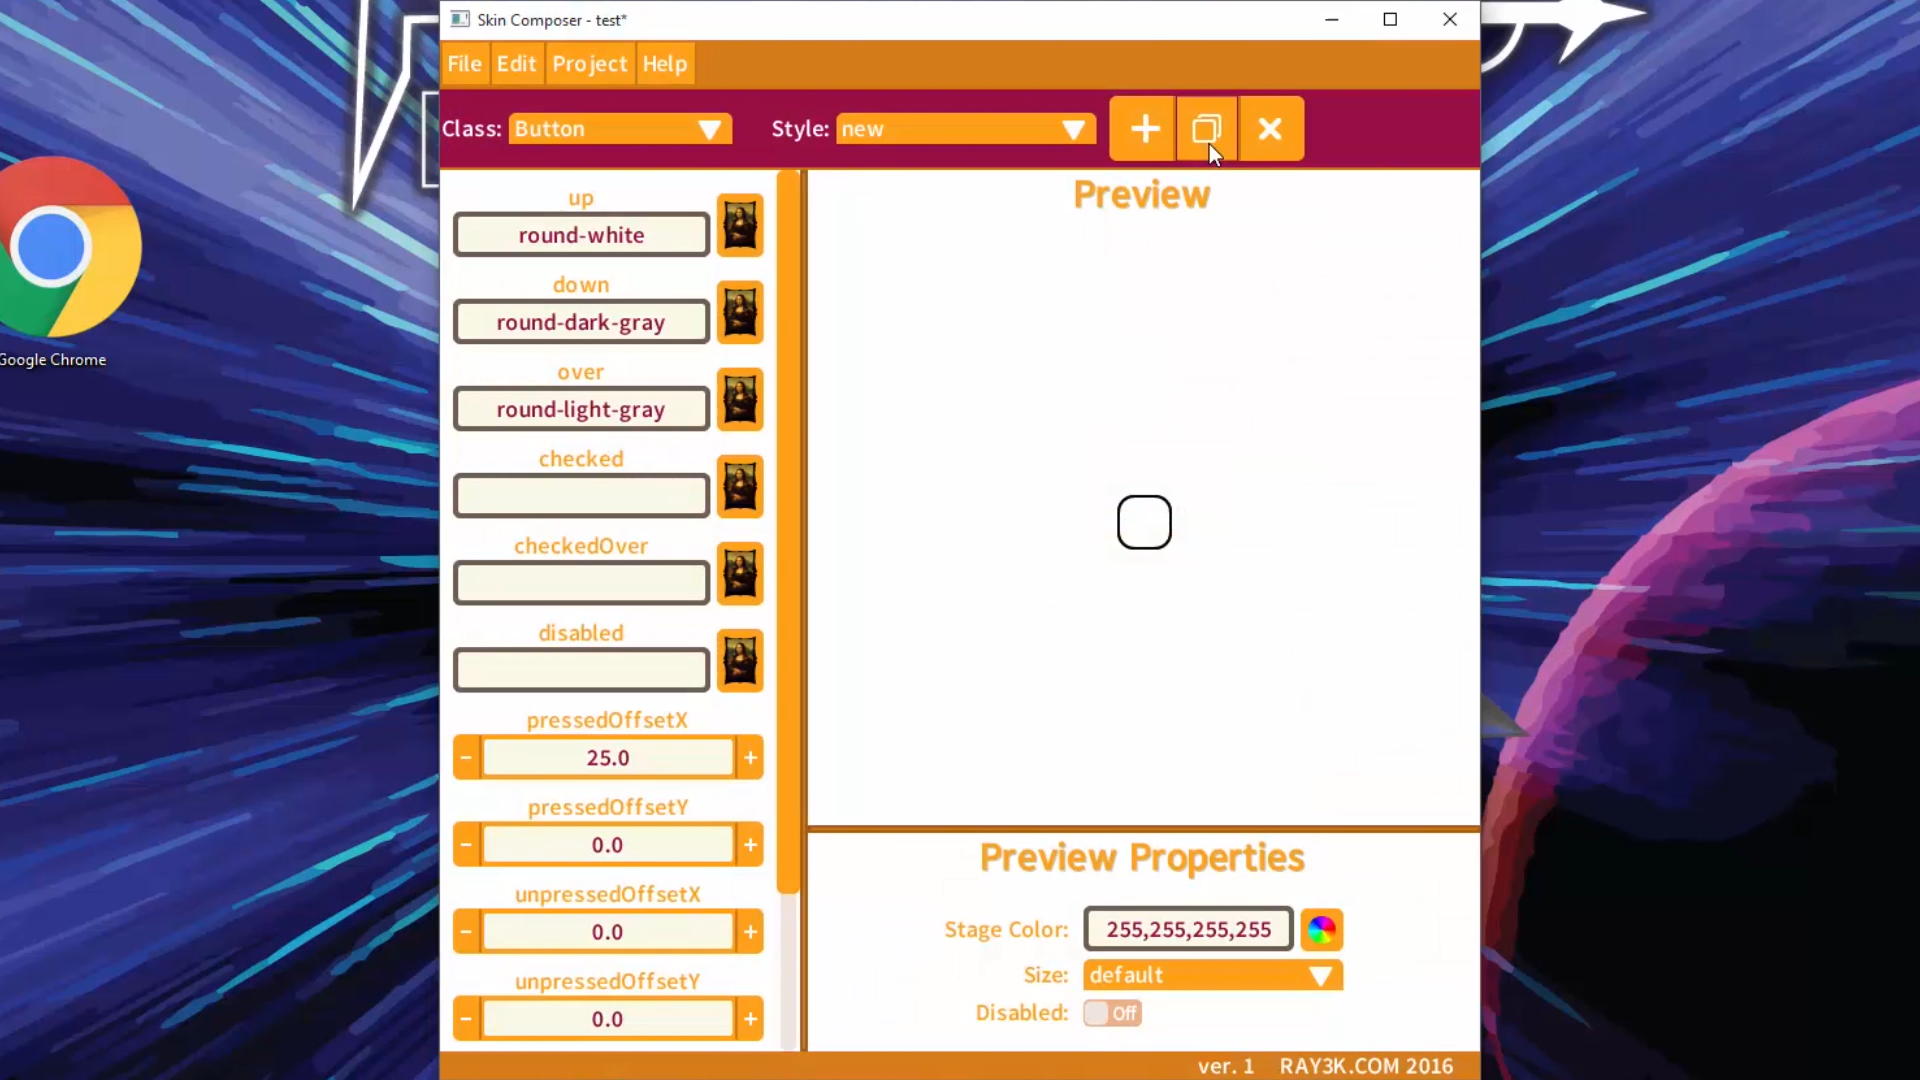 Skin Composer - test*
File Edit Project Help
Class: Button Style: new
up
round-white
down
round-dark-gray
over
round-light-gray
checked
checkedOver
disabled
pressedOffsetX
- 25.0 +
pressedOffsetY
- 0.0 +
unpressedOffsetX
- 0.0 +
unpressedOffsetY
- 0.0 +
Preview
Preview Properties
Stage Color: 255,255,255,255
Size: default
Disabled: Off
ver. 1 RAY3K.COM 2016
Google Chrome